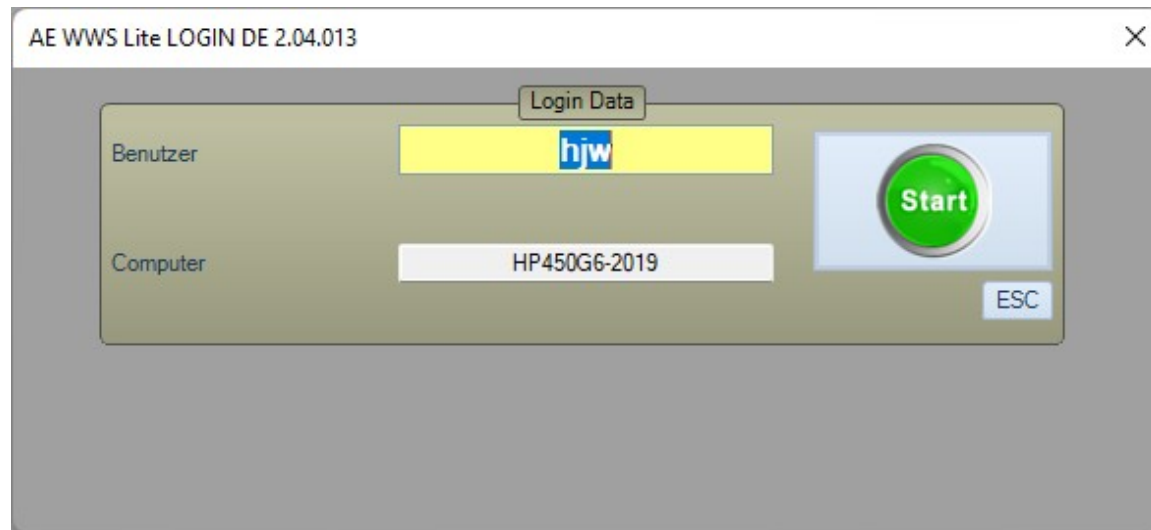 AE WWS Lite LOGIN DE 2.04.013
Login Data
Benutzer
hjw
Start
Computer
HP450G6-2019
ESC